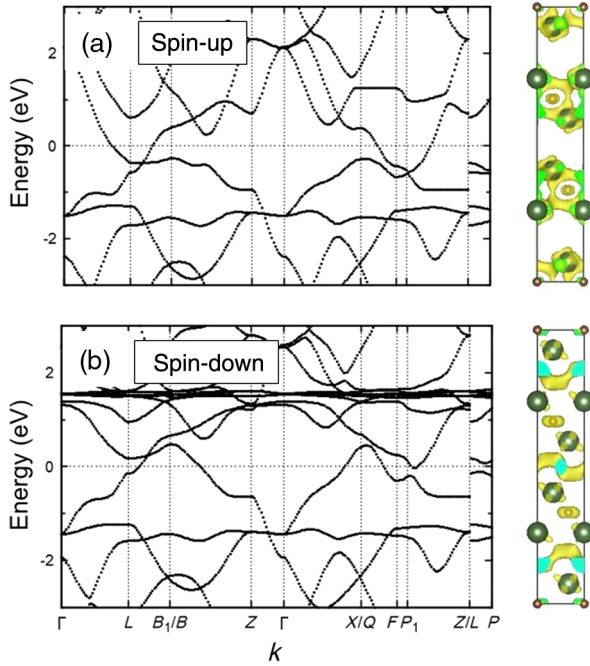 (a) Spin-up
Energy (eV)
2
0
-2
(b) Spin-down
Energy (eV)
2
0
-2
Γ L B₁/B Z Γ X/Q F P₁ Z/L P
k